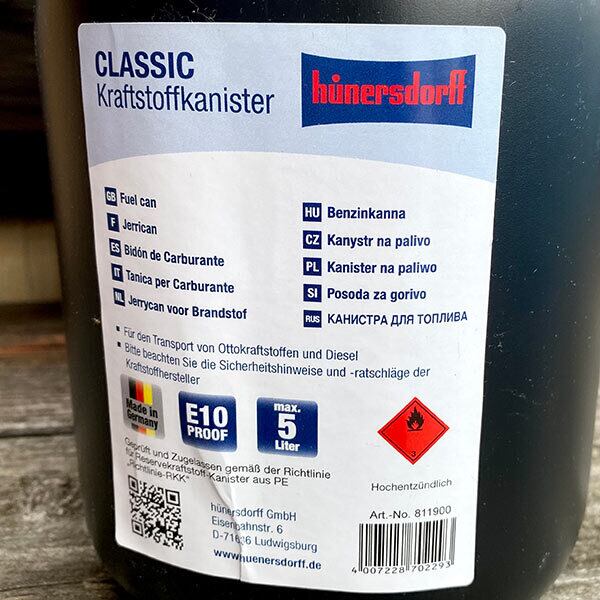 CLASSIC
Kraftstoffkanister
hünersdorff
GB Fuel can
F Jerrican
ES Bidón de Carburante
IT Tanica per Carburante
NL Jerrycan voor Brandstof
HU Benzinkanna
CZ Kanystr na palivo
PL Kanister na paliwo
SI Posoda za gorivo
RUS КАНИСТРА ДЛЯ ТОПЛИВА
Für den Transport von Ottokraftstoffen und Diesel
Bitte beachten Sie die Sicherheitshinweise und -ratschläge der
Kraftstoffhersteller
Made in
Germany
E10
PROOF
max.
5
Liter
3
Geprüft und Zugelassen gemäß der Richtlinie
für Reservekraftstoff-Kanister aus PE
„Richtlinie-RKK“
Hochentzündlich
hünersdorff GmbH
Eisenbahnstr. 6
D-71636 Ludwigsburg
www.huenersdorff.de
Art.-No. 811900
4 007228 702293